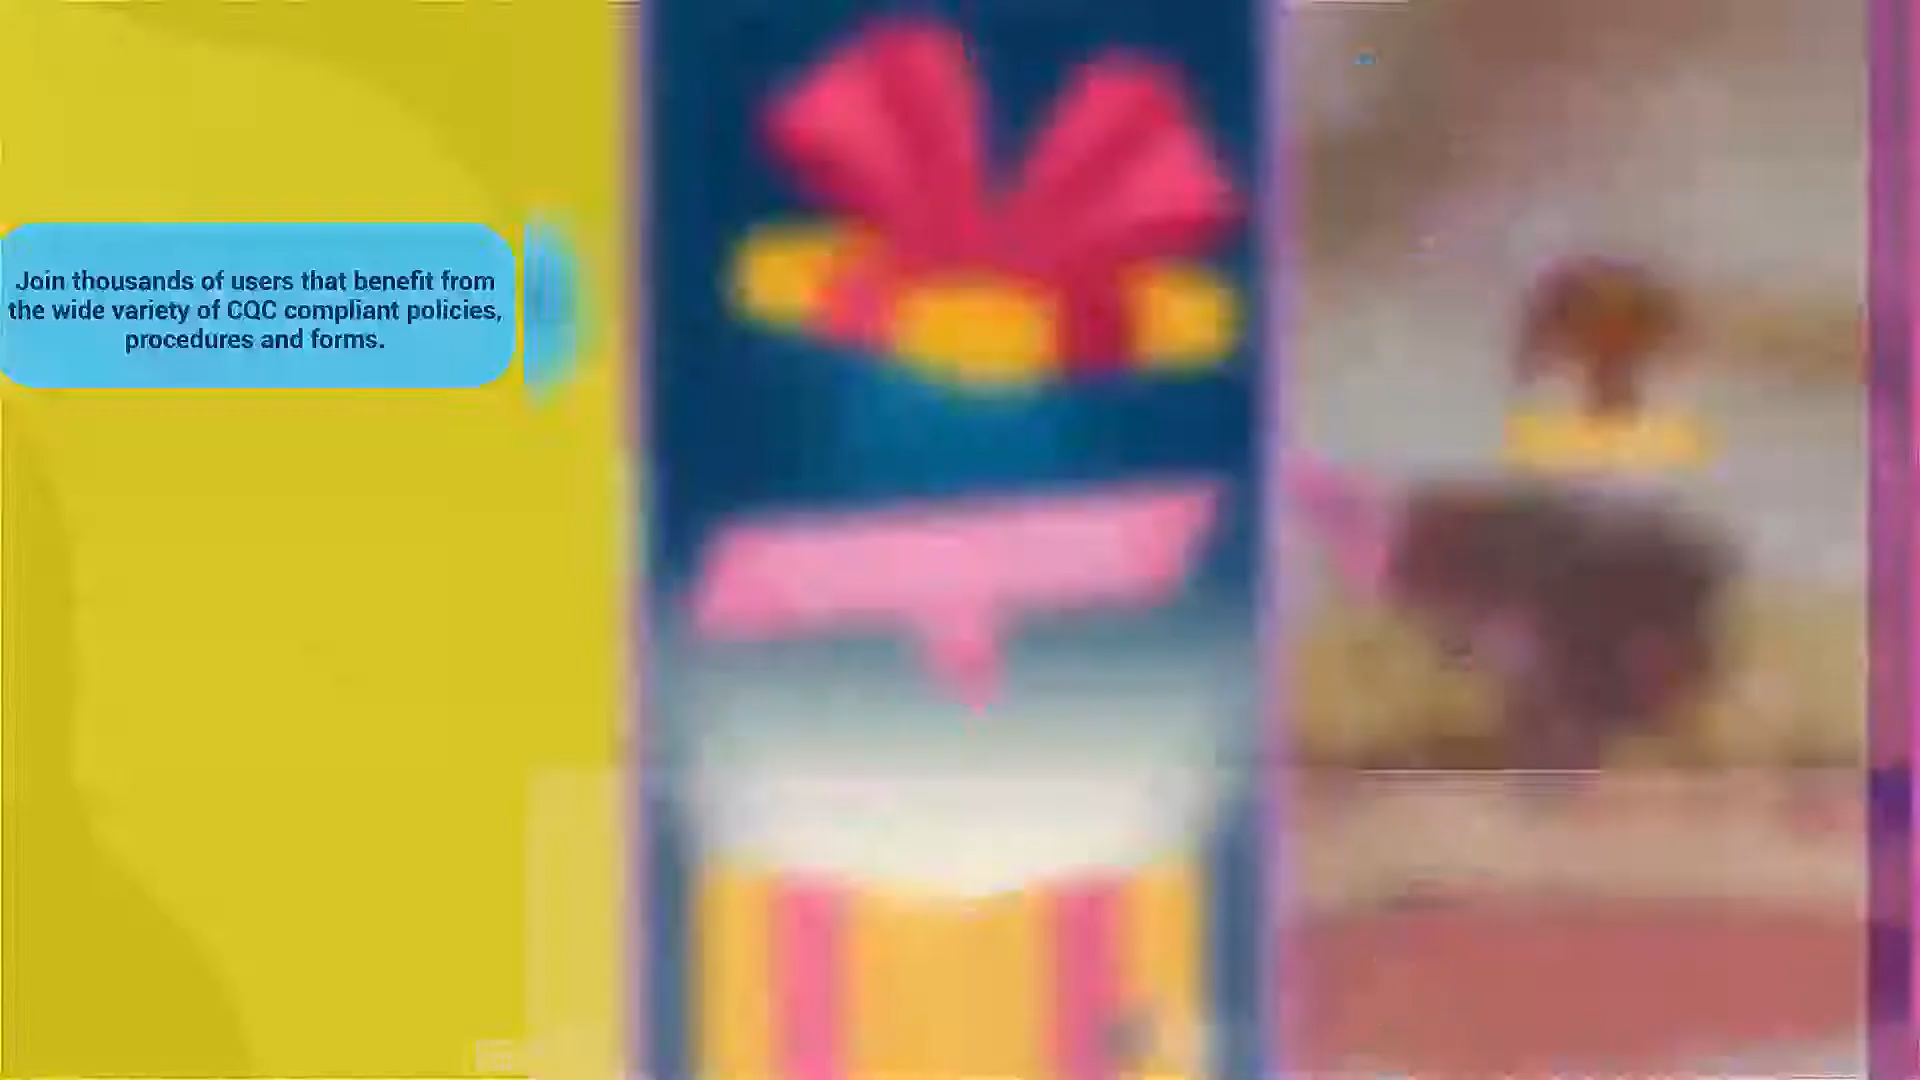 Join thousands of users that benefit from
the wide variety of CQC compliant policies,
procedures and forms.